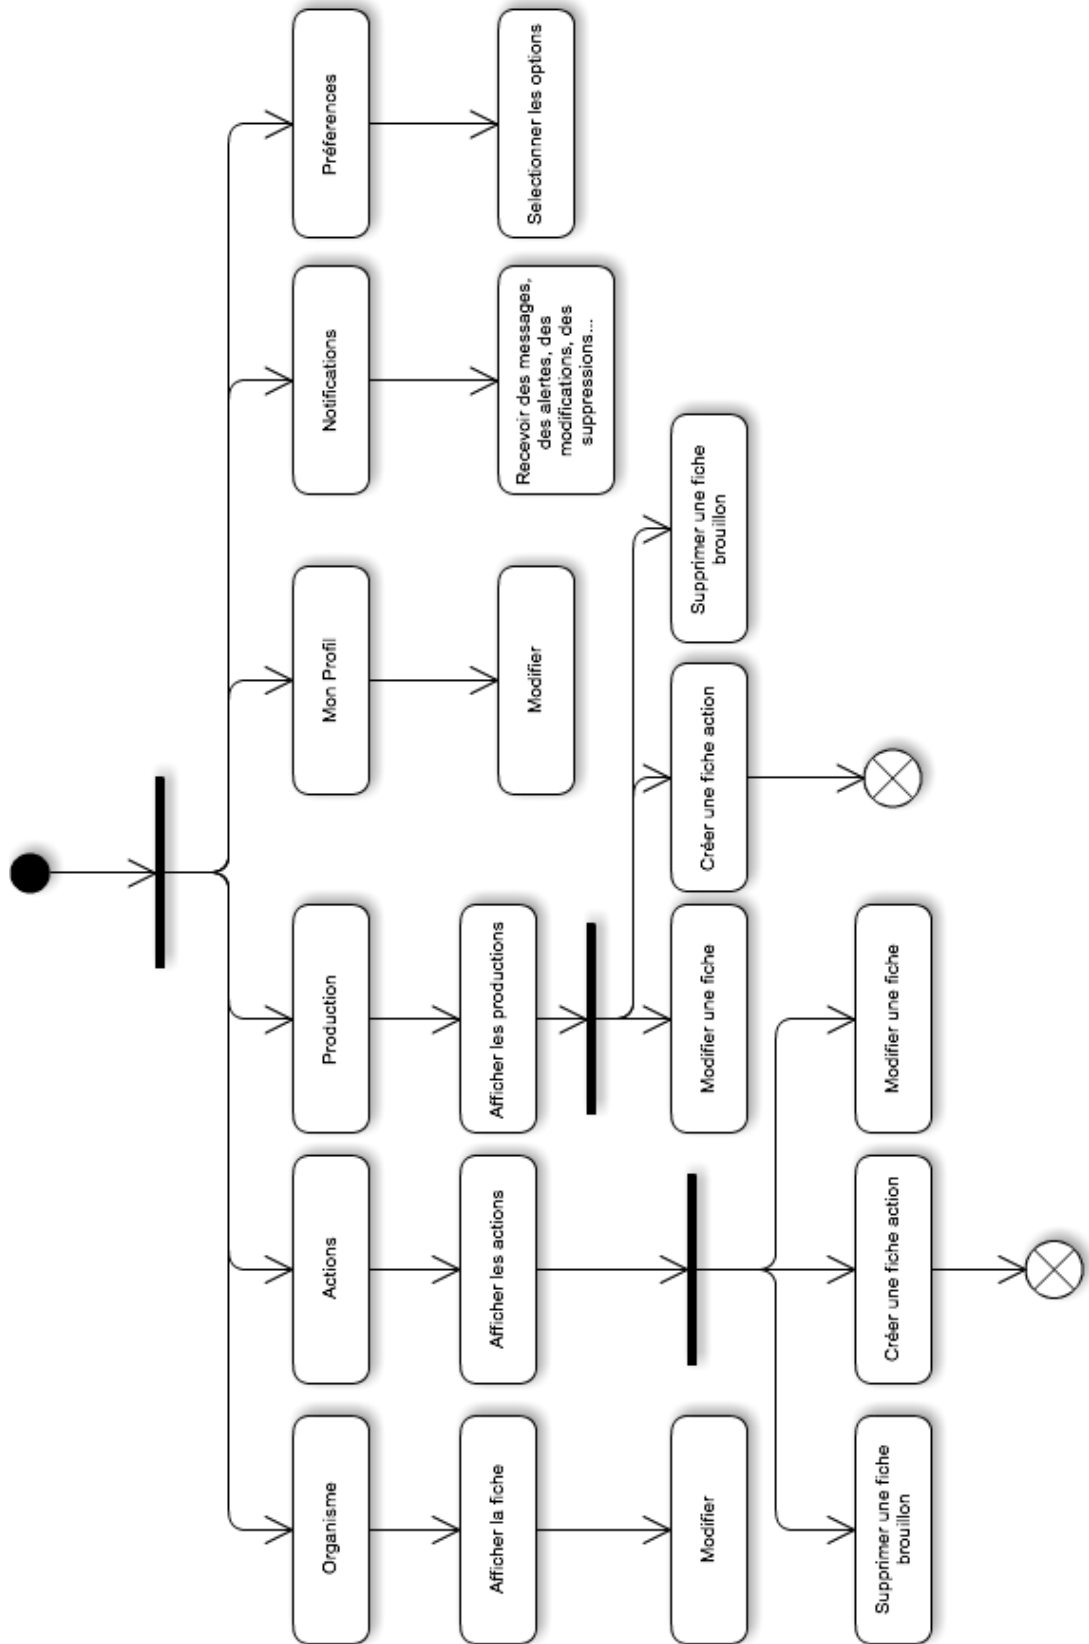 Organisme
Actions
Production
Mon Profil
Notifications
Préferences
Afficher la fiche
Afficher les actions
Afficher les productions
Modifier
Recevoir des messages,
des alertes, des
modifications, des
suppressions...
Selectionner les options
Modifier
Modifier une fiche
Créer une fiche action
Supprimer une fiche
brouillon
Supprimer une fiche
brouillon
Créer une fiche action
Modifier une fiche